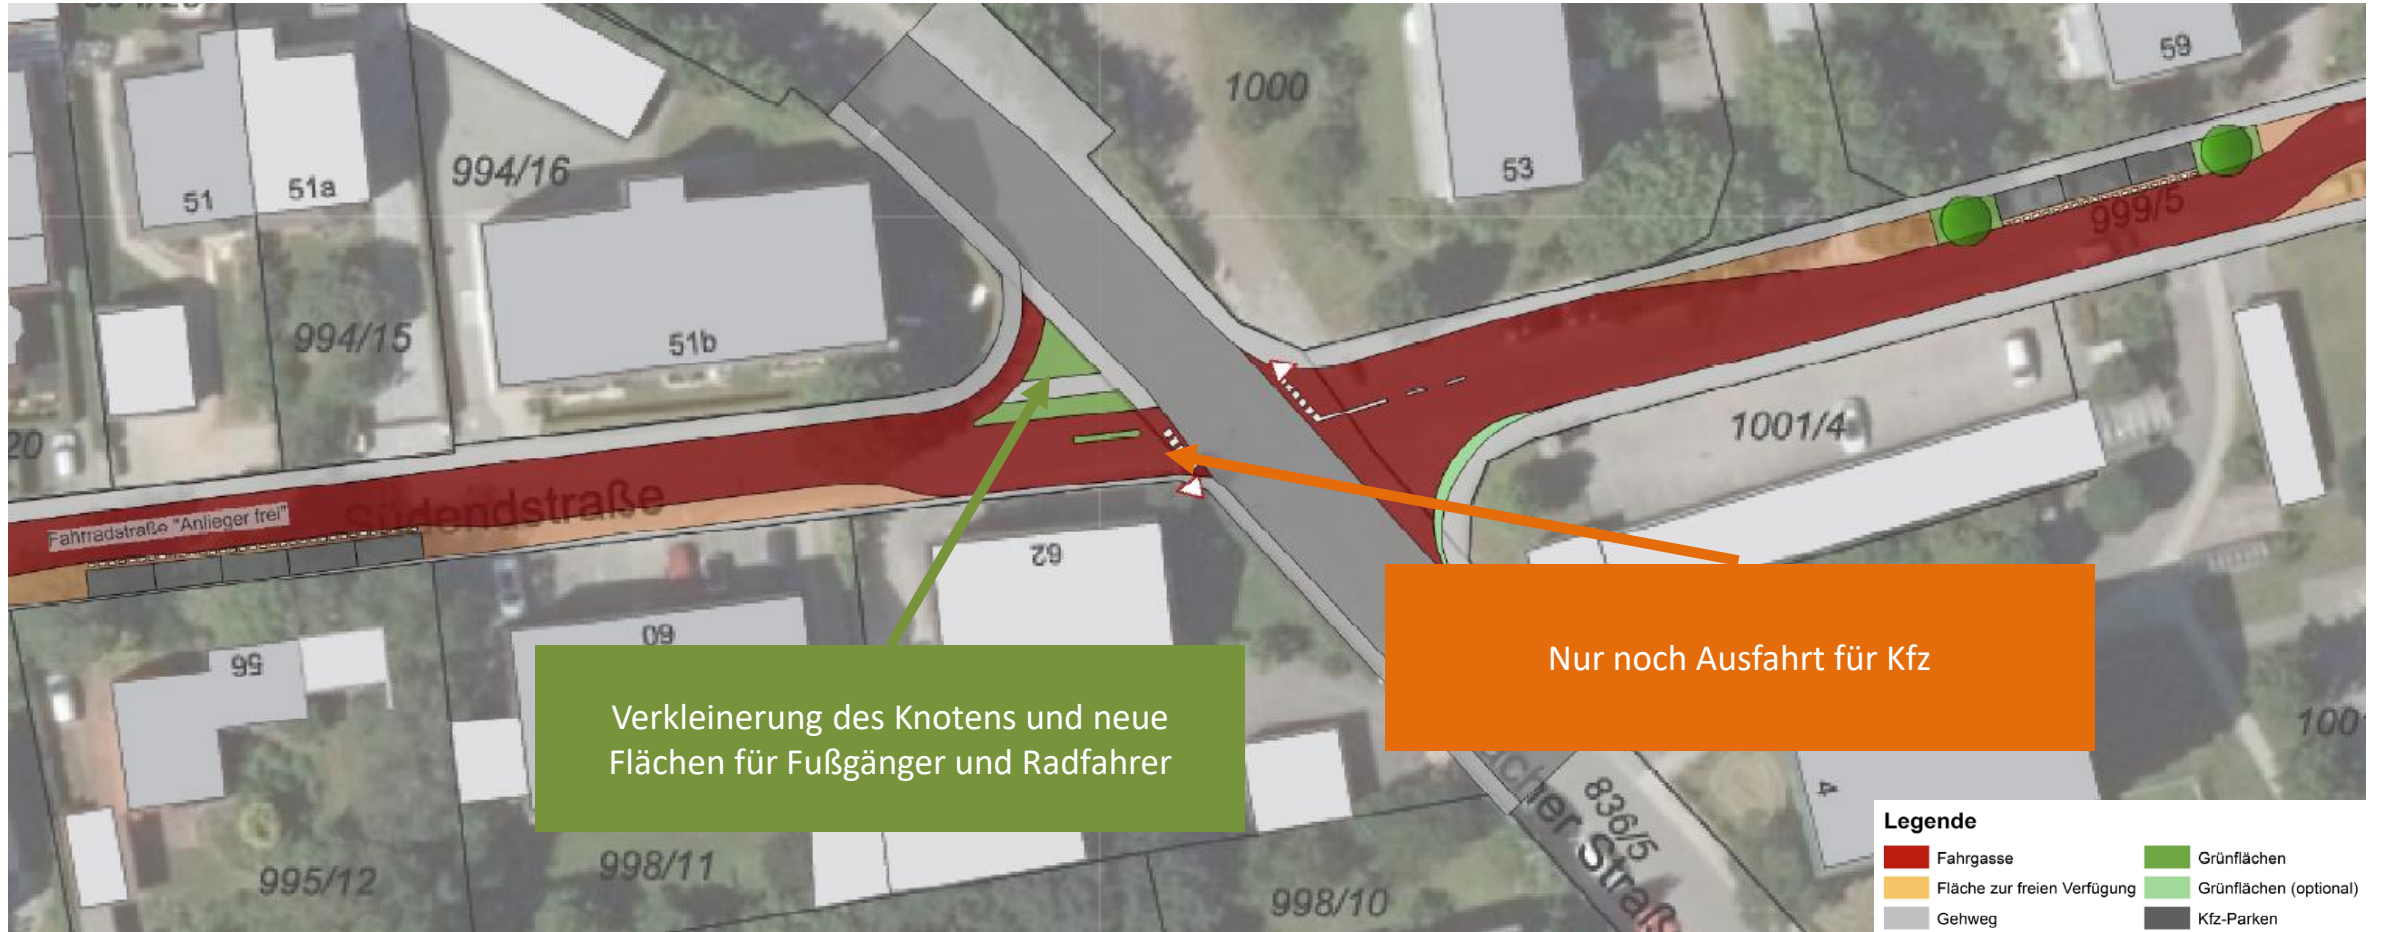 1000
59
53
51
51a
994/16
999/5
994/15
51b
20
1001/4
Südendstraße
Fahrradstraße "Anlieger frei"
62
60
56
Nur noch Ausfahrt für Kfz
Verkleinerung des Knotens und neue
Flächen für Fußgänger und Radfahrer
836/5
4
995/12
998/11
998/10
Legende
Fahrgasse
Grünflächen
Fläche zur freien Verfügung
Grünflächen (optional)
Gehweg
Kfz-Parken